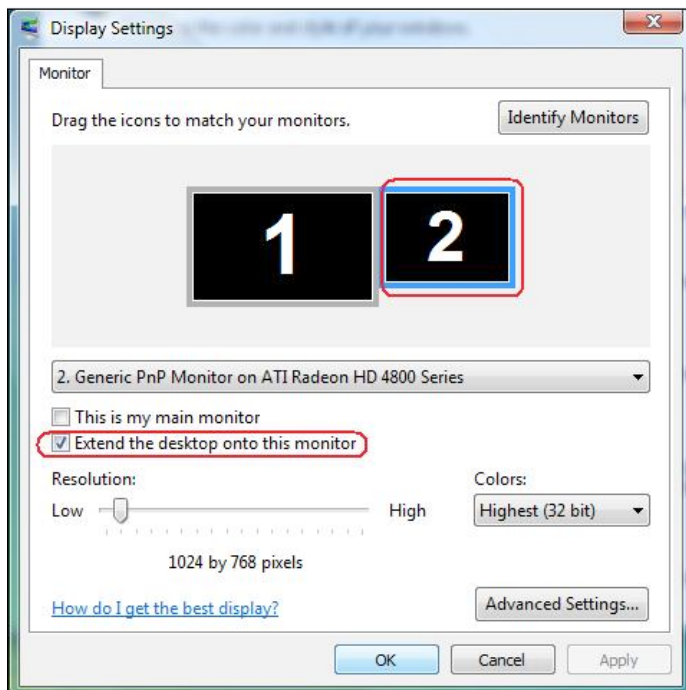 Display Settings
Monitor
Drag the icons to match your monitors.
Identify Monitors
1
2
2. Generic PnP Monitor on ATI Radeon HD 4800 Series
This is my main monitor
Extend the desktop onto this monitor
Resolution:
Colors:
Low
High
Highest (32 bit)
1024 by 768 pixels
How do I get the best display?
Advanced Settings...
OK
Cancel
Apply